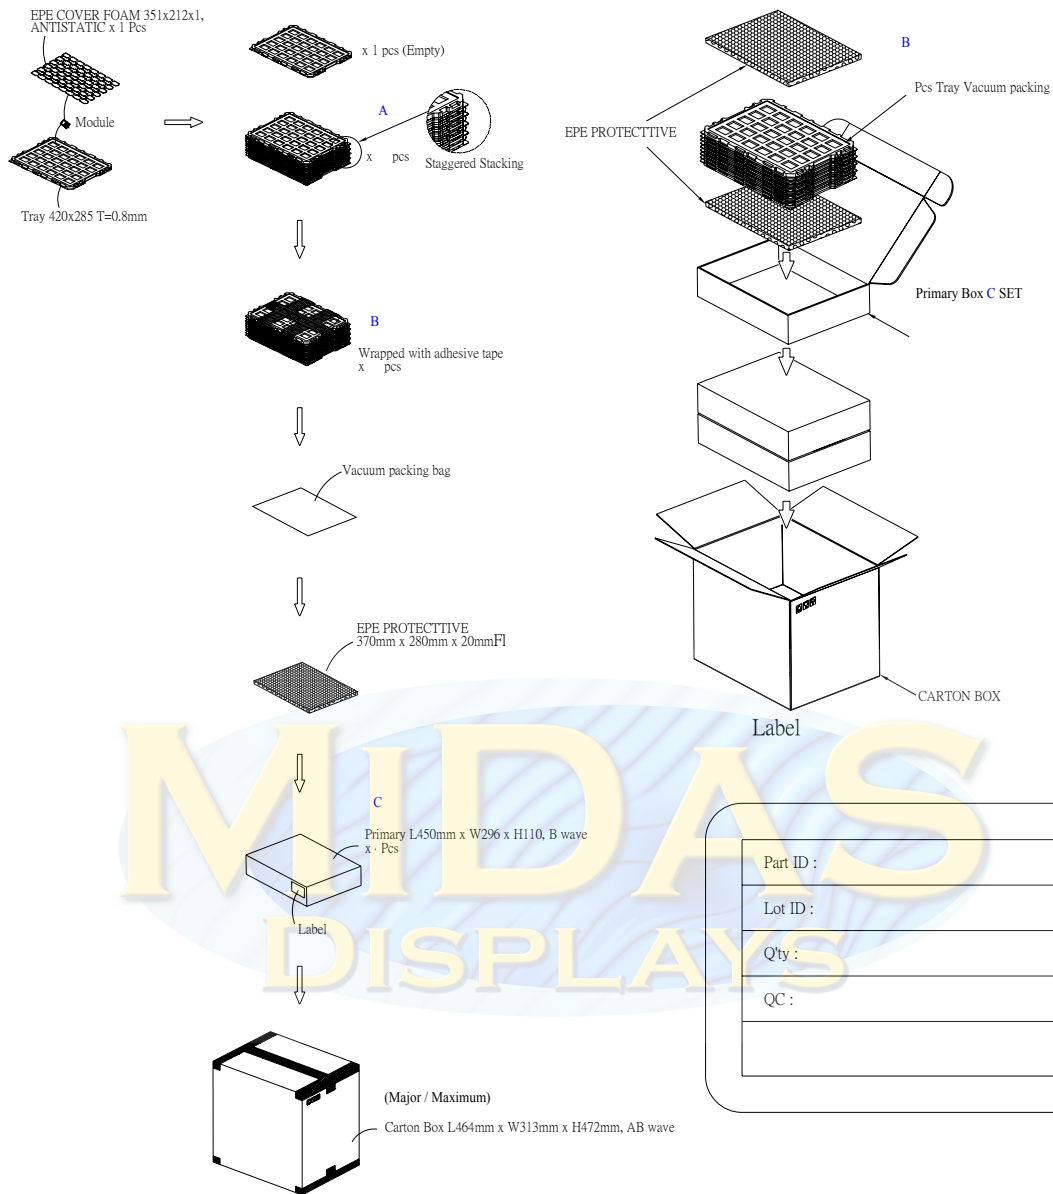 EPE COVER FOAM 351x212x1,
ANTISTATIC x 1 Pcs
Module
Tray 420x285 T=0.8mm
x 1 pcs (Empty)
A
x pcs
Staggered Stacking
B
Wrapped with adhesive tape
x pcs
Vacuum packing bag
EPE PROTECTTIVE
370mm x 280mm x 20mmFl
C
Primary L450mm x W296 x H110, B wave
x Pcs
Label
(Major / Maximum)
Carton Box L464mm x W313mm x H472mm, AB wave
B
Pcs Tray Vacuum packing
EPE PROTECTTIVE
Primary Box C SET
CARTON BOX
Label
Part ID :
Lot ID :
Q'ty :
QC :
MIDAS
DISPLAYS